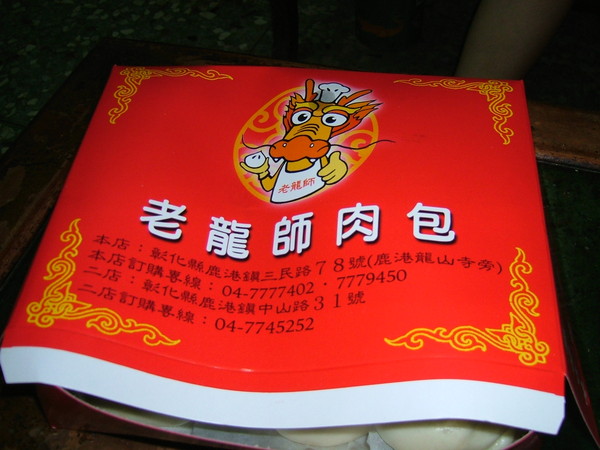 老龍師
老龍師肉包
本店：彰化縣鹿港鎮三民路７８號(鹿港龍山寺旁)
本店訂購專線：04-7777402．7779450
二店：彰化縣鹿港鎮中山路３１號
二店訂購專線：04-7745252